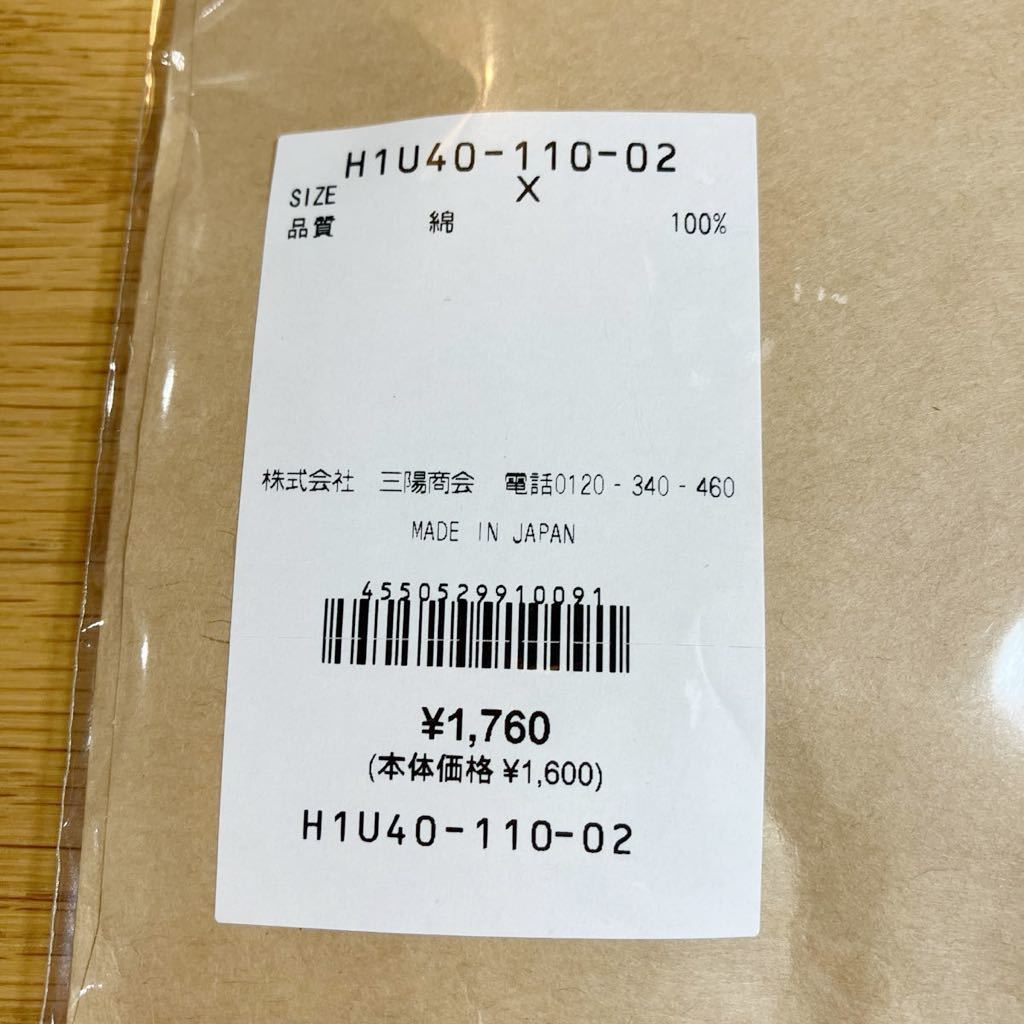 H1U40-110-02
SIZE X
品質 綿 100%
株式会社 三陽商会 電話0120-340-460
MADE IN JAPAN
4550529910091
¥1,760
(本体価格 ¥1,600)
H1U40-110-02